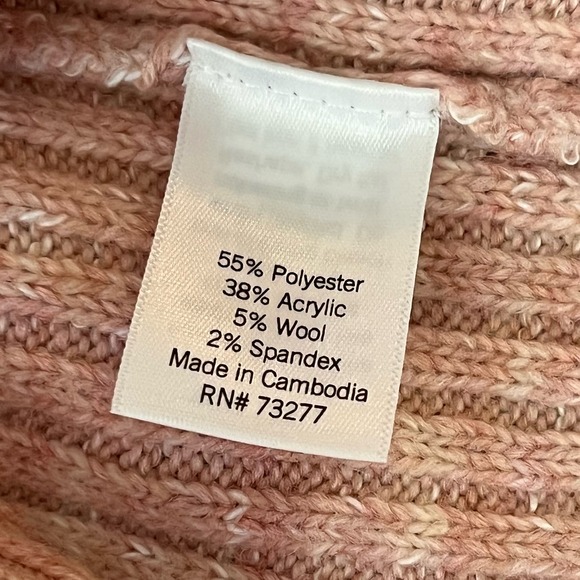 55% Polyester
38% Acrylic
5% Wool
2% Spandex
Made in Cambodia
RN# 73277